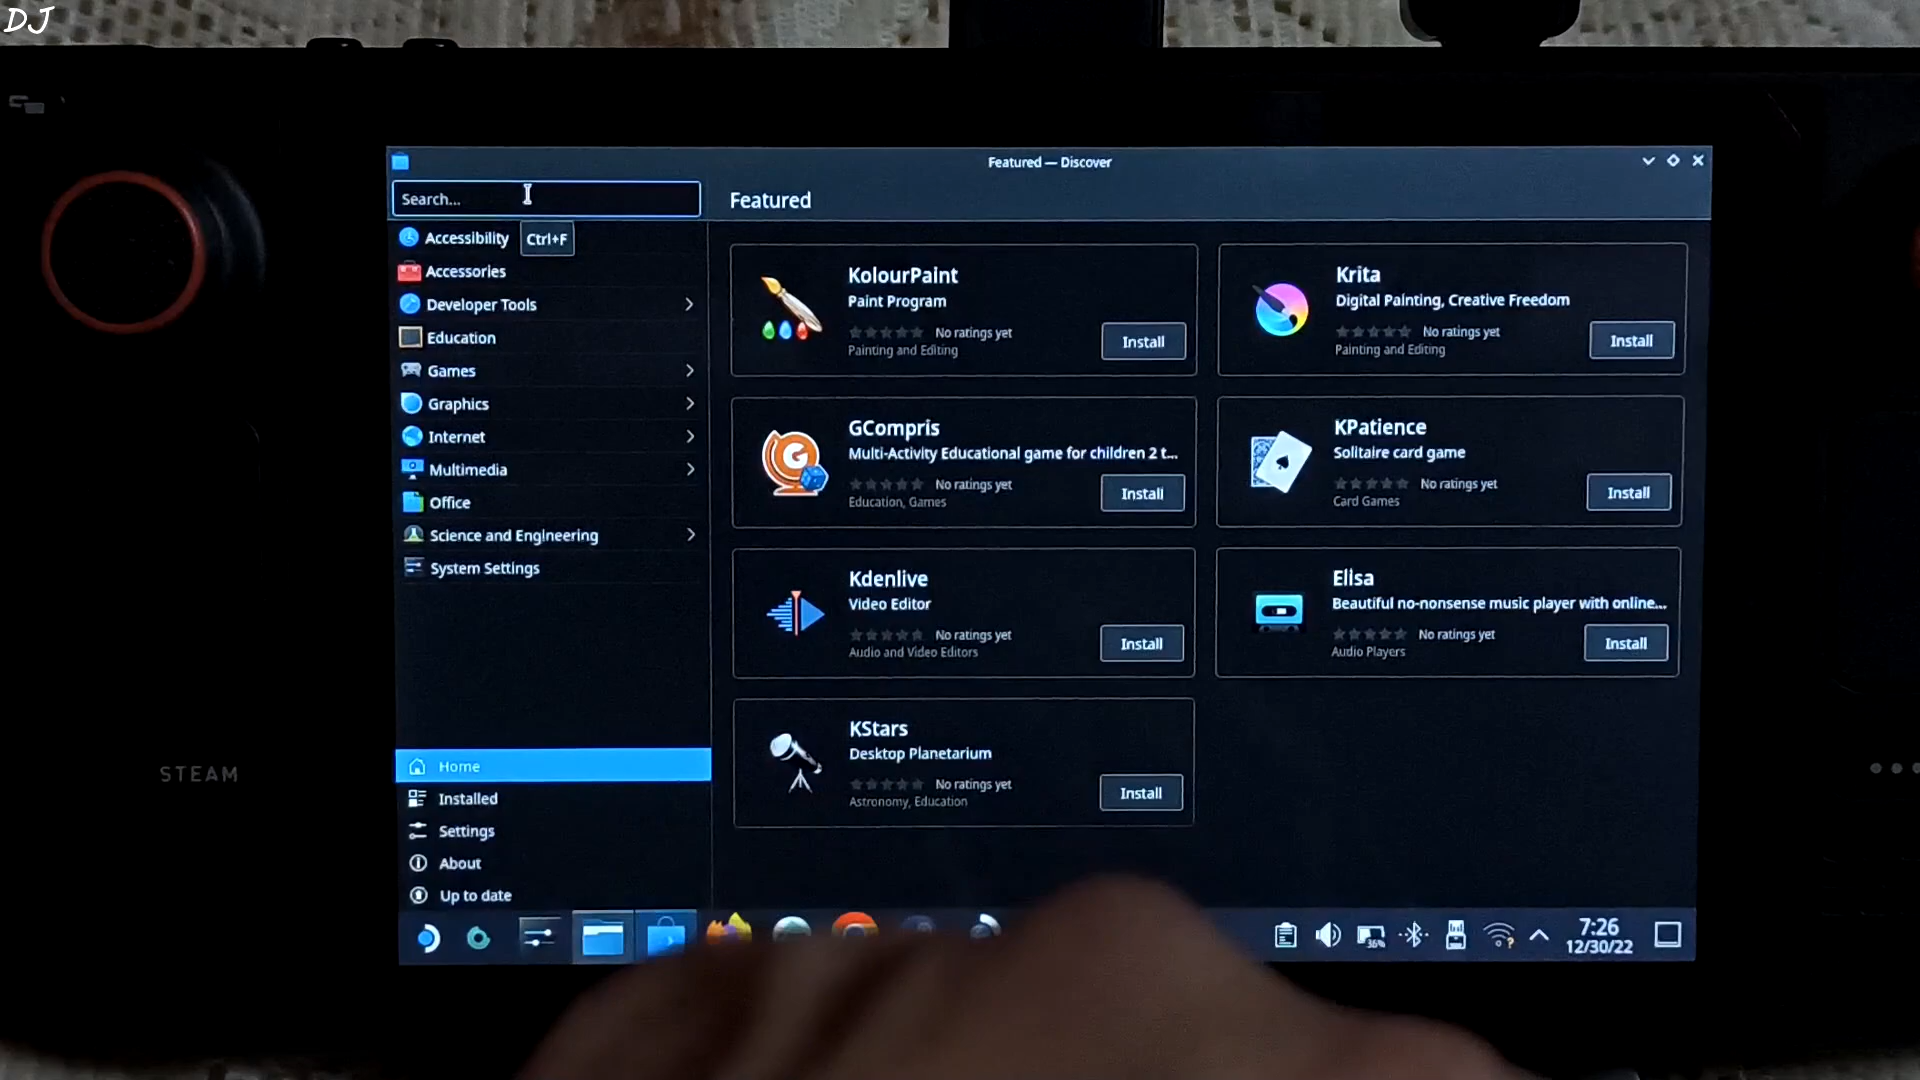 DJ
Featured — Discover
Search...
Featured
Accessibility
Ctrl+F
Accessories
Developer Tools
Education
Games
Graphics
Internet
Multimedia
Office
Science and Engineering
System Settings
Home
Installed
Settings
About
Up to date
KolourPaint
Paint Program
No ratings yet
Painting and Editing
Install
Krita
Digital Painting, Creative Freedom
No ratings yet
Painting and Editing
Install
GCompris
Multi-Activity Educational game for children 2 t...
No ratings yet
Education, Games
Install
KPatience
Solitaire card game
No ratings yet
Card Games
Install
Kdenlive
Video Editor
No ratings yet
Audio and Video Editors
Install
Elisa
Beautiful no-nonsense music player with online...
No ratings yet
Audio Players
Install
KStars
Desktop Planetarium
No ratings yet
Astronomy, Education
Install
36%
7:26
12/30/22
STEAM